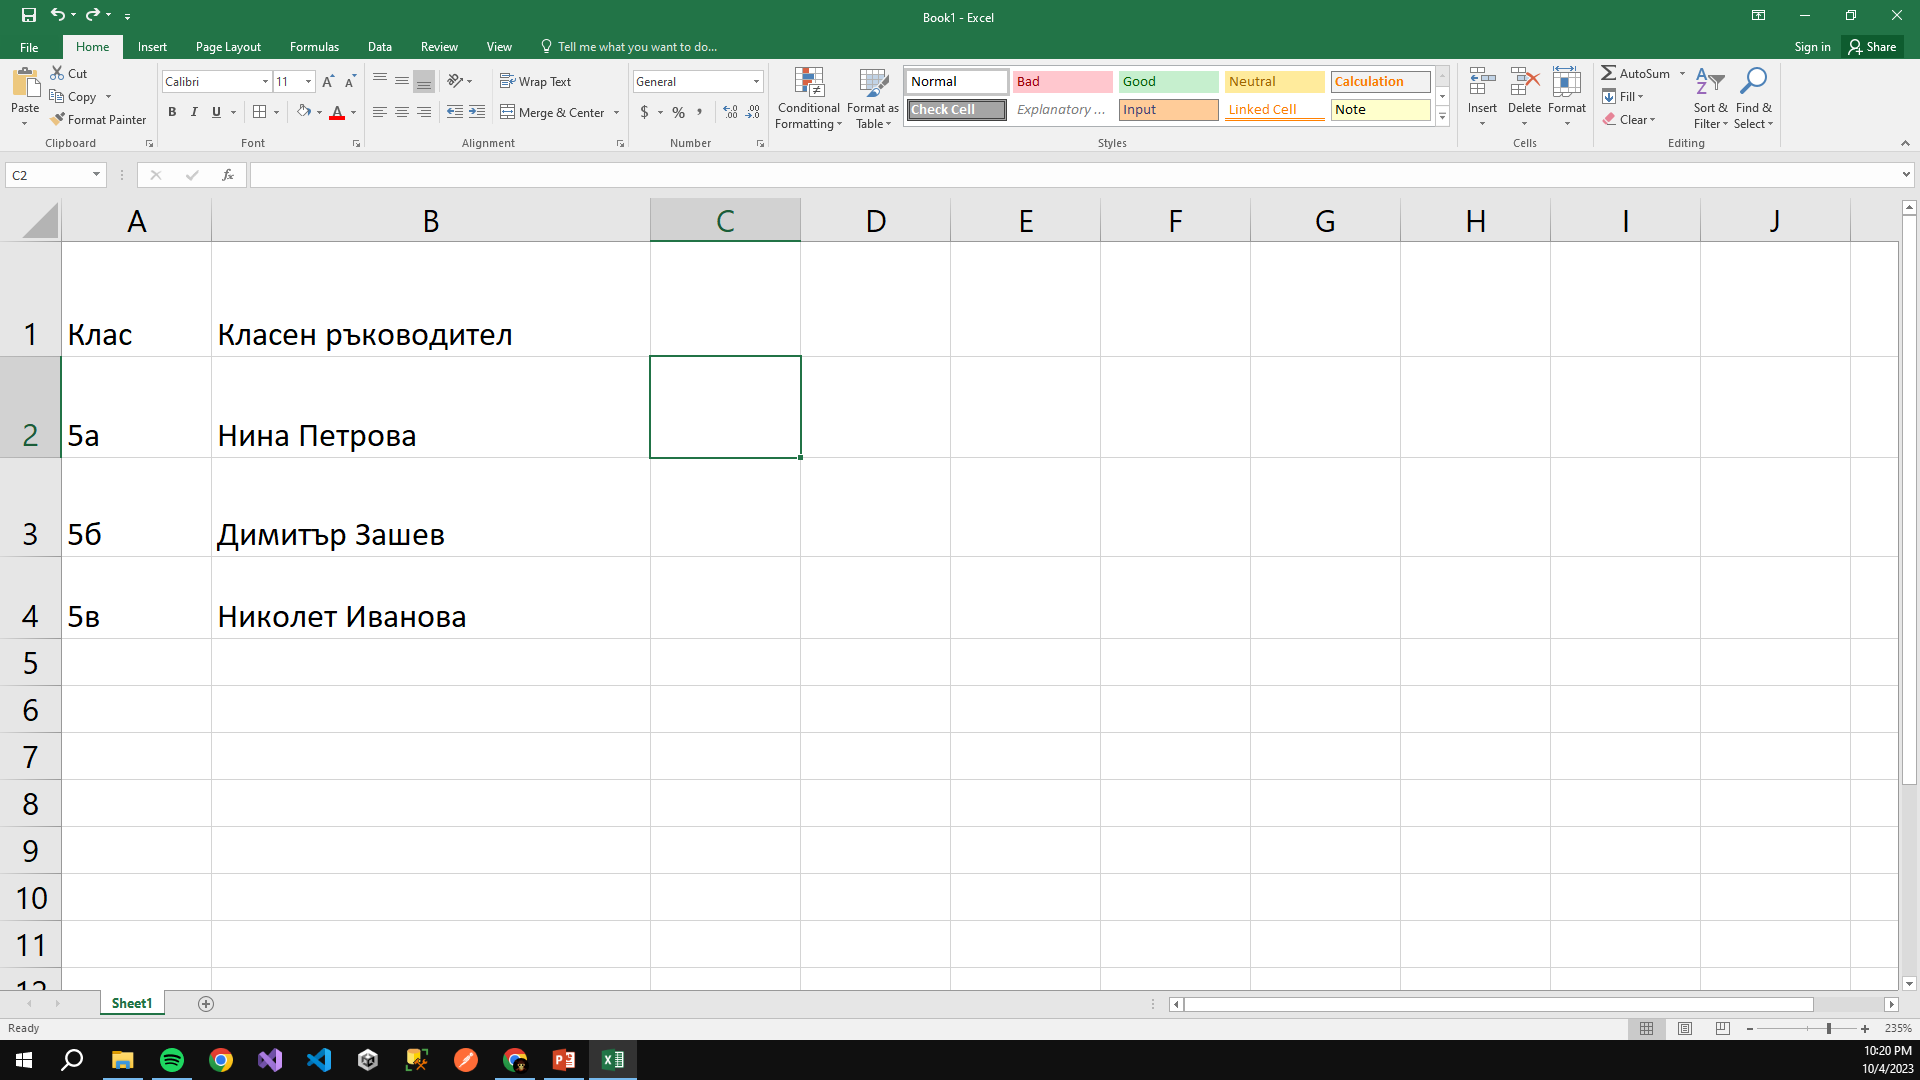 Book1 - Excel
File Home Insert Page Layout Formulas Data Review View Tell me what you want to do... Sign in Share
Paste Cut Copy Format Painter Clipboard
Calibri 11 B I U A Font
Wrap Text Merge & Center Alignment
General $ % , Number
Conditional Formatting Format as Table
Normal Bad Good Neutral Calculation
Check Cell Explanatory ... Input Linked Cell Note
Styles
Insert Delete Format Cells
AutoSum Fill Clear Sort & Filter Find & Select Editing
C2 fx
A B C D E F G H I J
1 Клас Класен ръководител
2 5а Нина Петрова
3 5б Димитър Зашев
4 5в Николет Иванова
5
6
7
8
9
10
11
12
Sheet1
Ready 235%
10:20 PM
10/4/2023